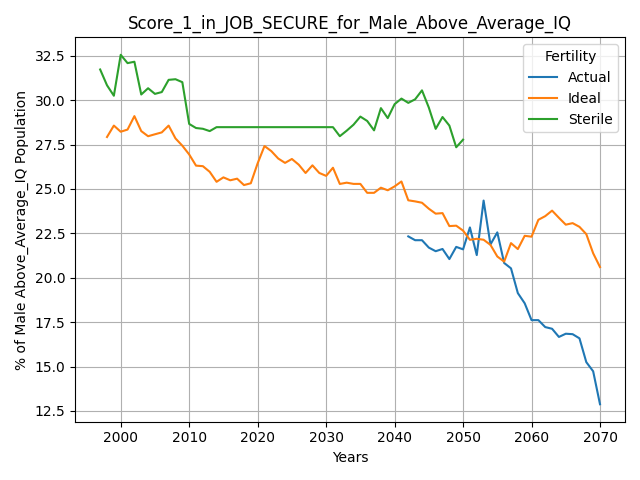 Score_1_in_JOB_SECURE_for_Male_Above_Average_IQ
% of Male Above_Average_IQ Population
32.5
30.0
27.5
25.0
22.5
20.0
17.5
15.0
12.5
Fertility
Actual
Ideal
Sterile
2000 2010 2020 2030 2040 2050 2060 2070
Years